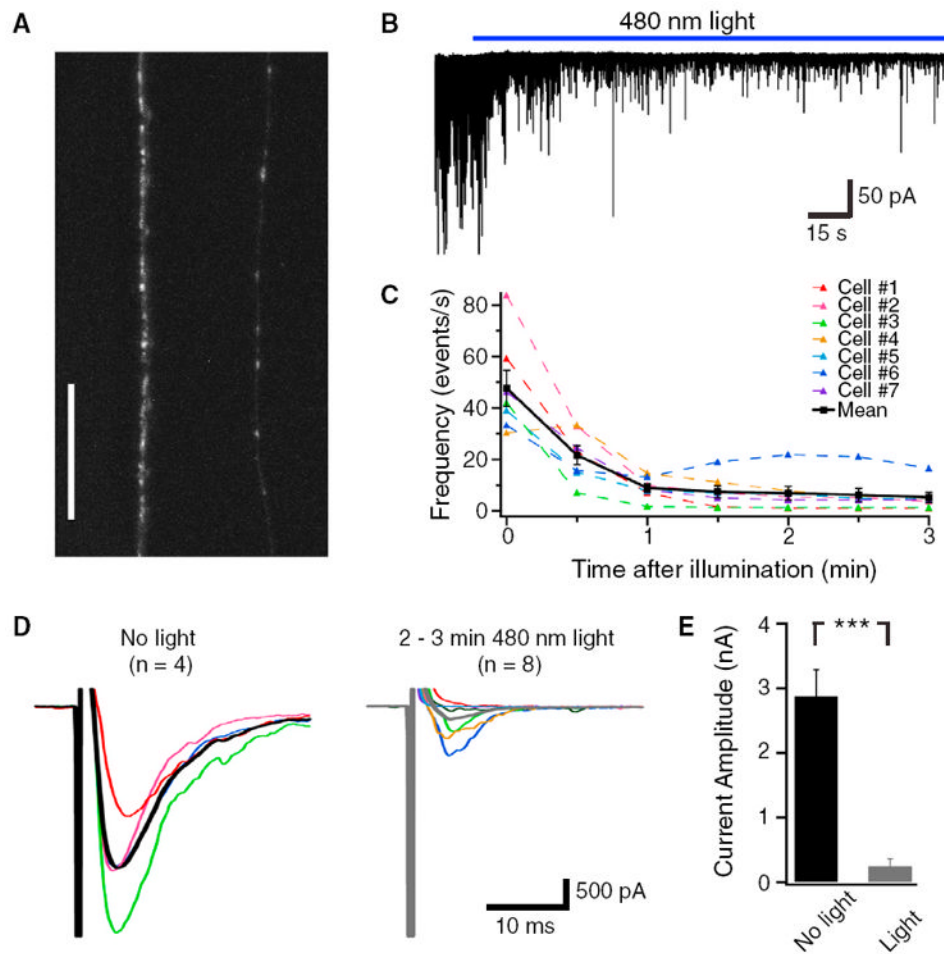 A
B
480 nm light
50 pA
15 s
C
Frequency (events/s)
80
60
40
20
0
0
1
2
3
Time after illumination (min)
Cell #1
Cell #2
Cell #3
Cell #4
Cell #5
Cell #6
Cell #7
Mean
D
No light
(n = 4)
2 - 3 min 480 nm light
(n = 8)
500 pA
10 ms
E
Current Amplitude (nA)
4
3
2
1
0
***
No light
Light